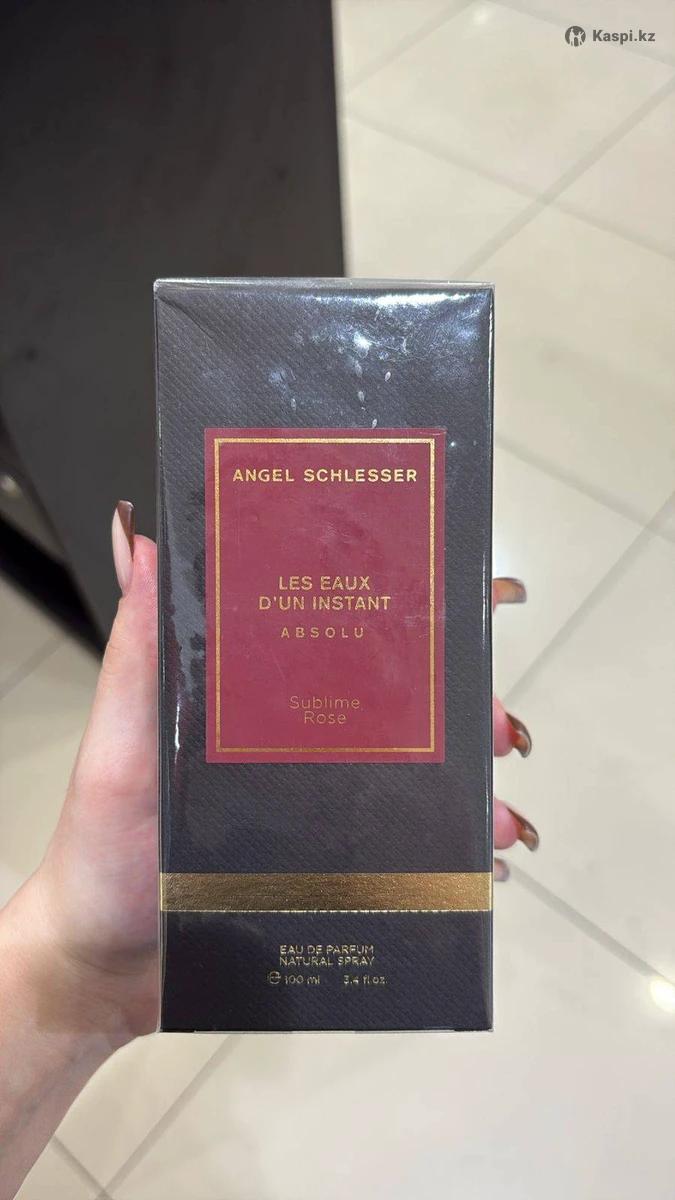 Kaspi.kz
ANGEL SCHLESSER
LES EAUX
D'UN INSTANT
ABSOLU
Sublime
Rose
EAU DE PARFUM
NATURAL SPRAY
℮ 100 ml 3.4 fl.oz.